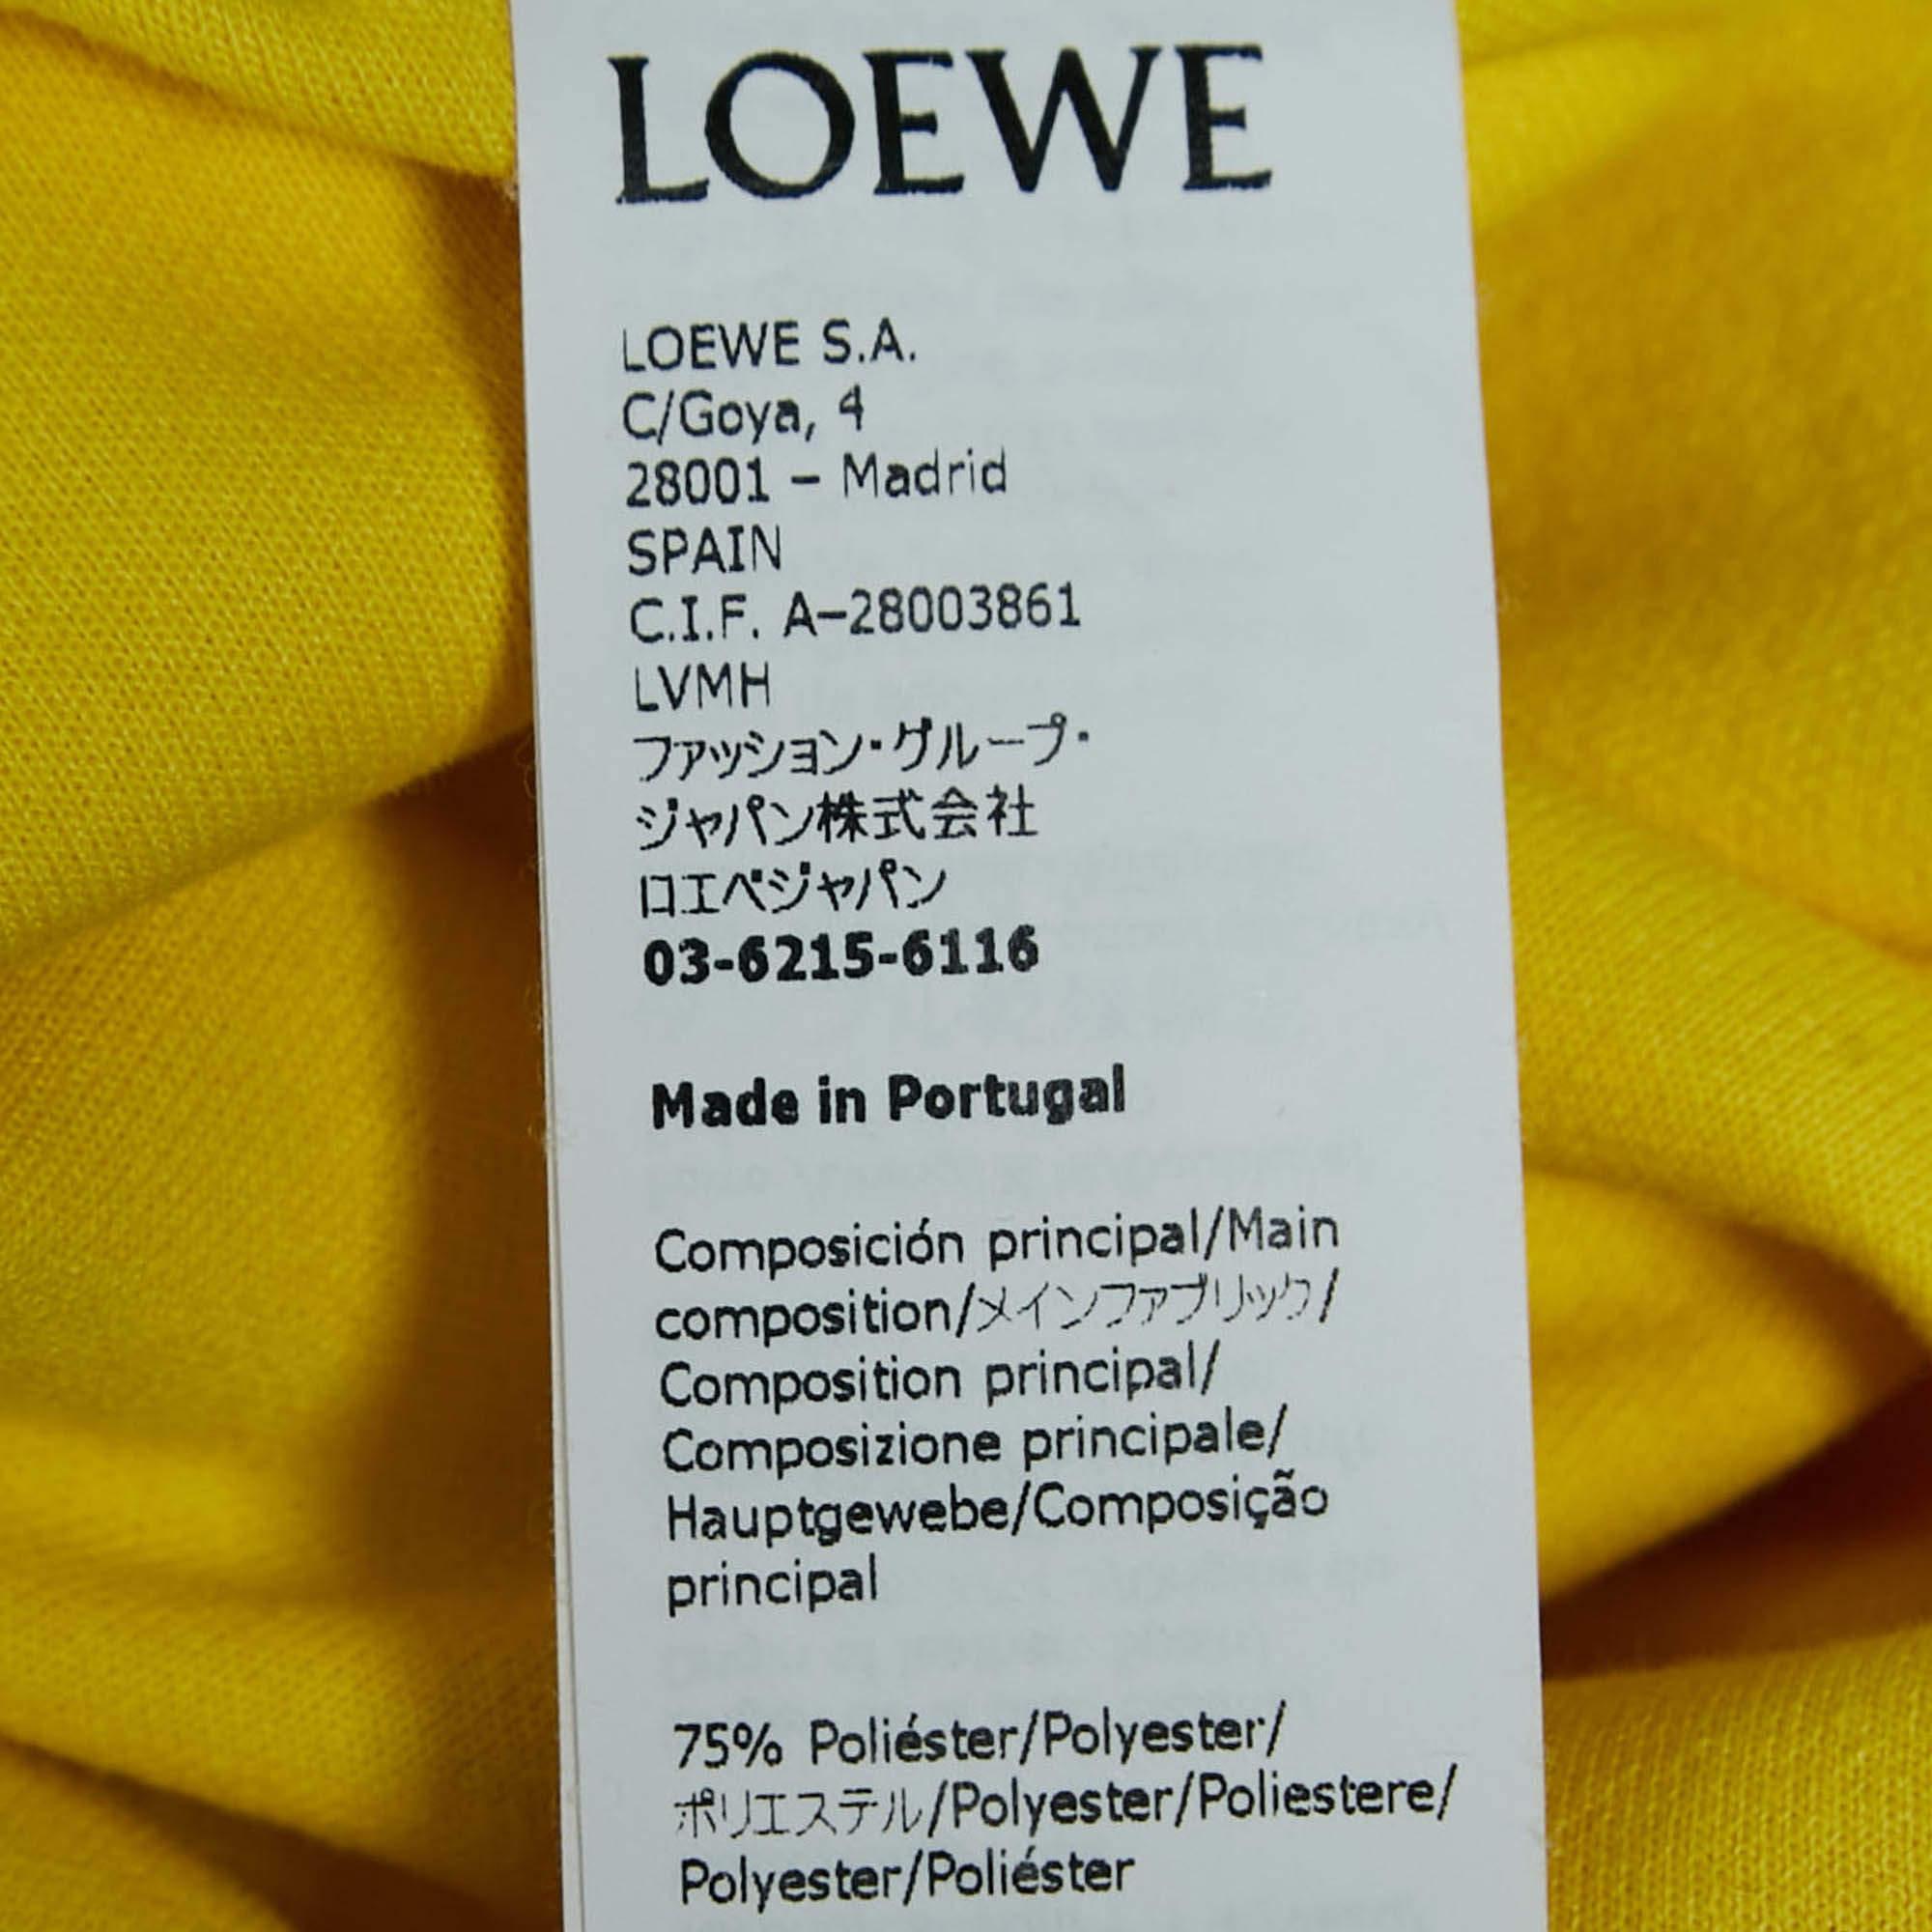 LOEWE
LOEWE S.A.
C/Goya, 4
28001 – Madrid
SPAIN
C.I.F. A–28003861
LVMH
ファッション・グループ・
ジャパン株式会社
ロエベジャパン
03-6215-6116
Made in Portugal
Composición principal/Main
composition/メインファブリック/
Composition principal/
Composizione principale/
Hauptgewebe/Composição
principal
75% Poliéster/Polyester/
ポリエステル/Polyester/Poliestere/
Polyester/Poliéster